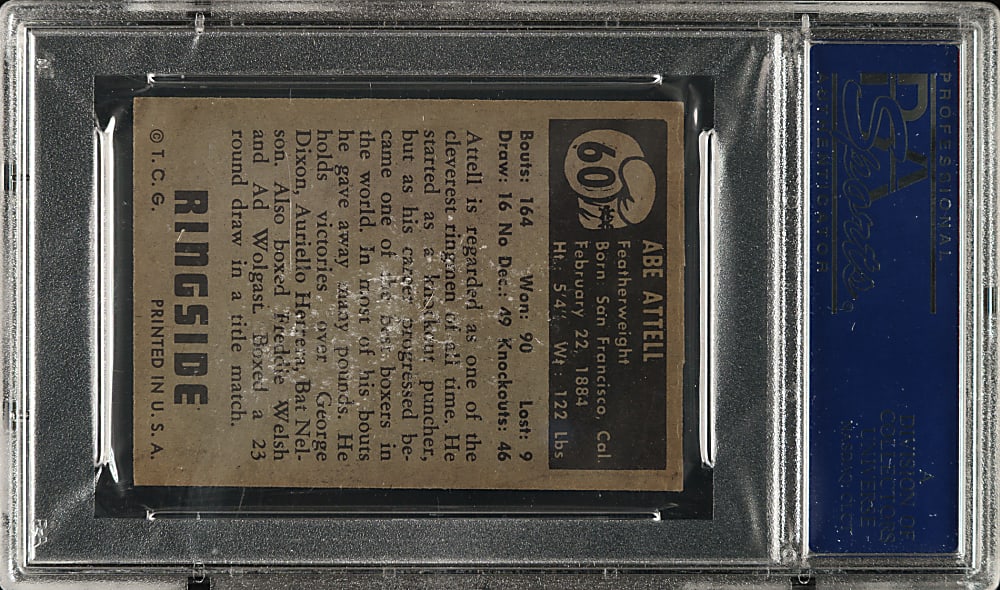 60
ABE ATTELL
Featherweight
Born: San Francisco, Cal.
February 22, 1884
Ht.: 5'4" Wt.: 122 Lbs
Bouts: 164 Won: 90 Lost: 9
Draw: 16 No Dec.: 49 Knockouts: 46
Attell is regarded as one of the
cleverest ringmen of all time. He
started as a knockout puncher,
but as his career progressed be-
came one of the best boxers in
the world. In most of his bouts
he gave away many pounds. He
holds victories over George
Dixon, Auriello Herrera, Bat Nel-
son. Also boxed Freddie Welsh
and Ad Wolgast. Boxed a 23
round draw in a title match.
RINGSIDE
© T. C. G. PRINTED IN U. S. A
PROFESSIONAL
PSA
Sports
AUTHENTICATOR
A
DIVISION OF
COLLECTORS
UNIVERSE